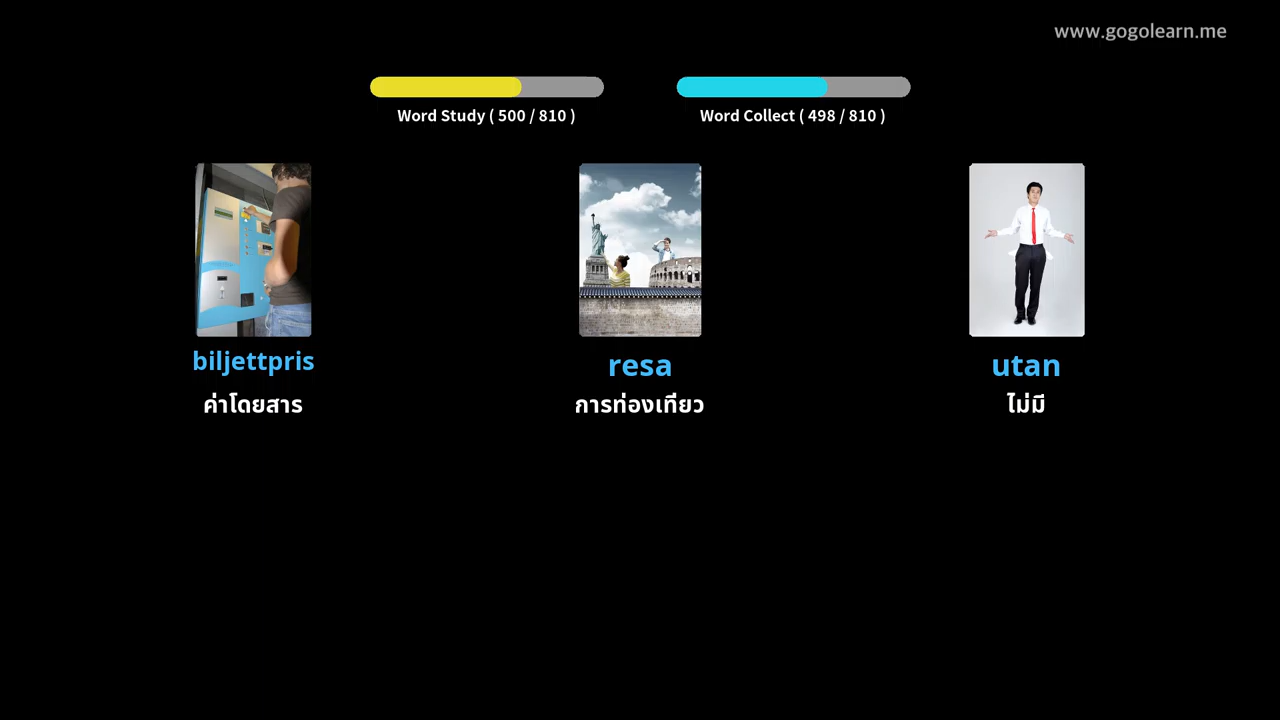 www.gogolearn.me
Word Study ( 500 / 810 )
Word Collect ( 498 / 810 )
biljettpris
resa
utan
ค่าโดยสาร
การท่องเที่ยว
ไม่มี